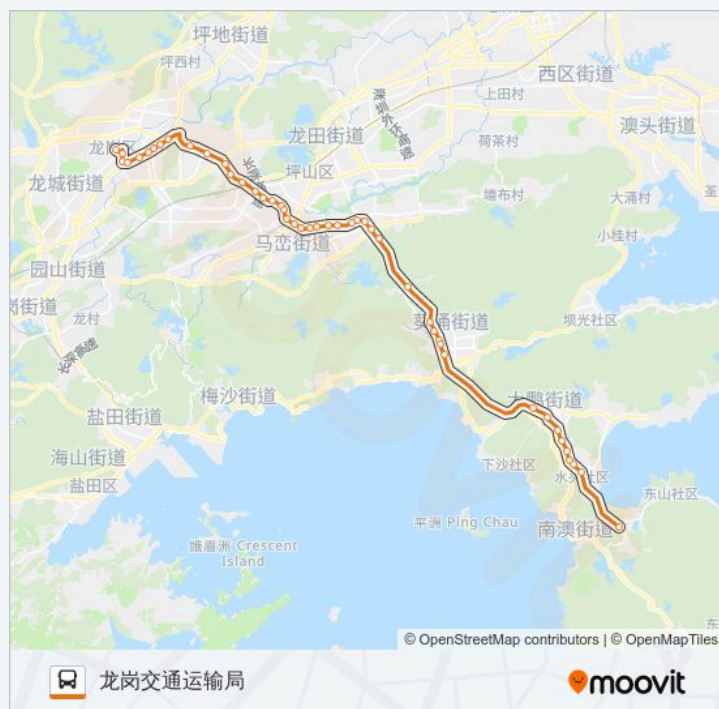 坪地街道
坪西村
西区街道
上田村
深圳外环高速
龙田街道
澳头街道
荷茶村
龙岗区
长深
坪山区
龙城街道
塘布村
大涌村
小桂村
马峦街道
园山街道
岗街道
龙村
长深高速
葵涌街道
坝光社区
梅沙街道
大鹏街道
盐田街道
海山街道
下沙社区
水头社区
盐田区
东山社区
平洲 Ping Chau
南澳街道
娥眉洲 Crescent
Island
© OpenStreetMap contributors | © OpenMapTiles
龙岗交通运输局
moovit